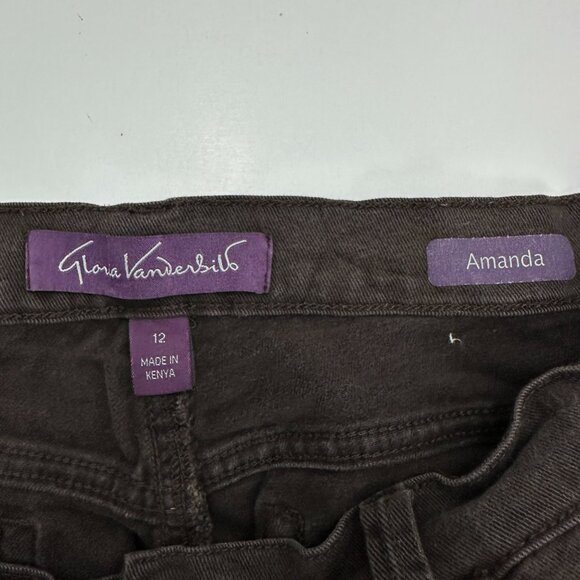 Gloria Vanderbilt
Amanda
12
MADE IN
KENYA